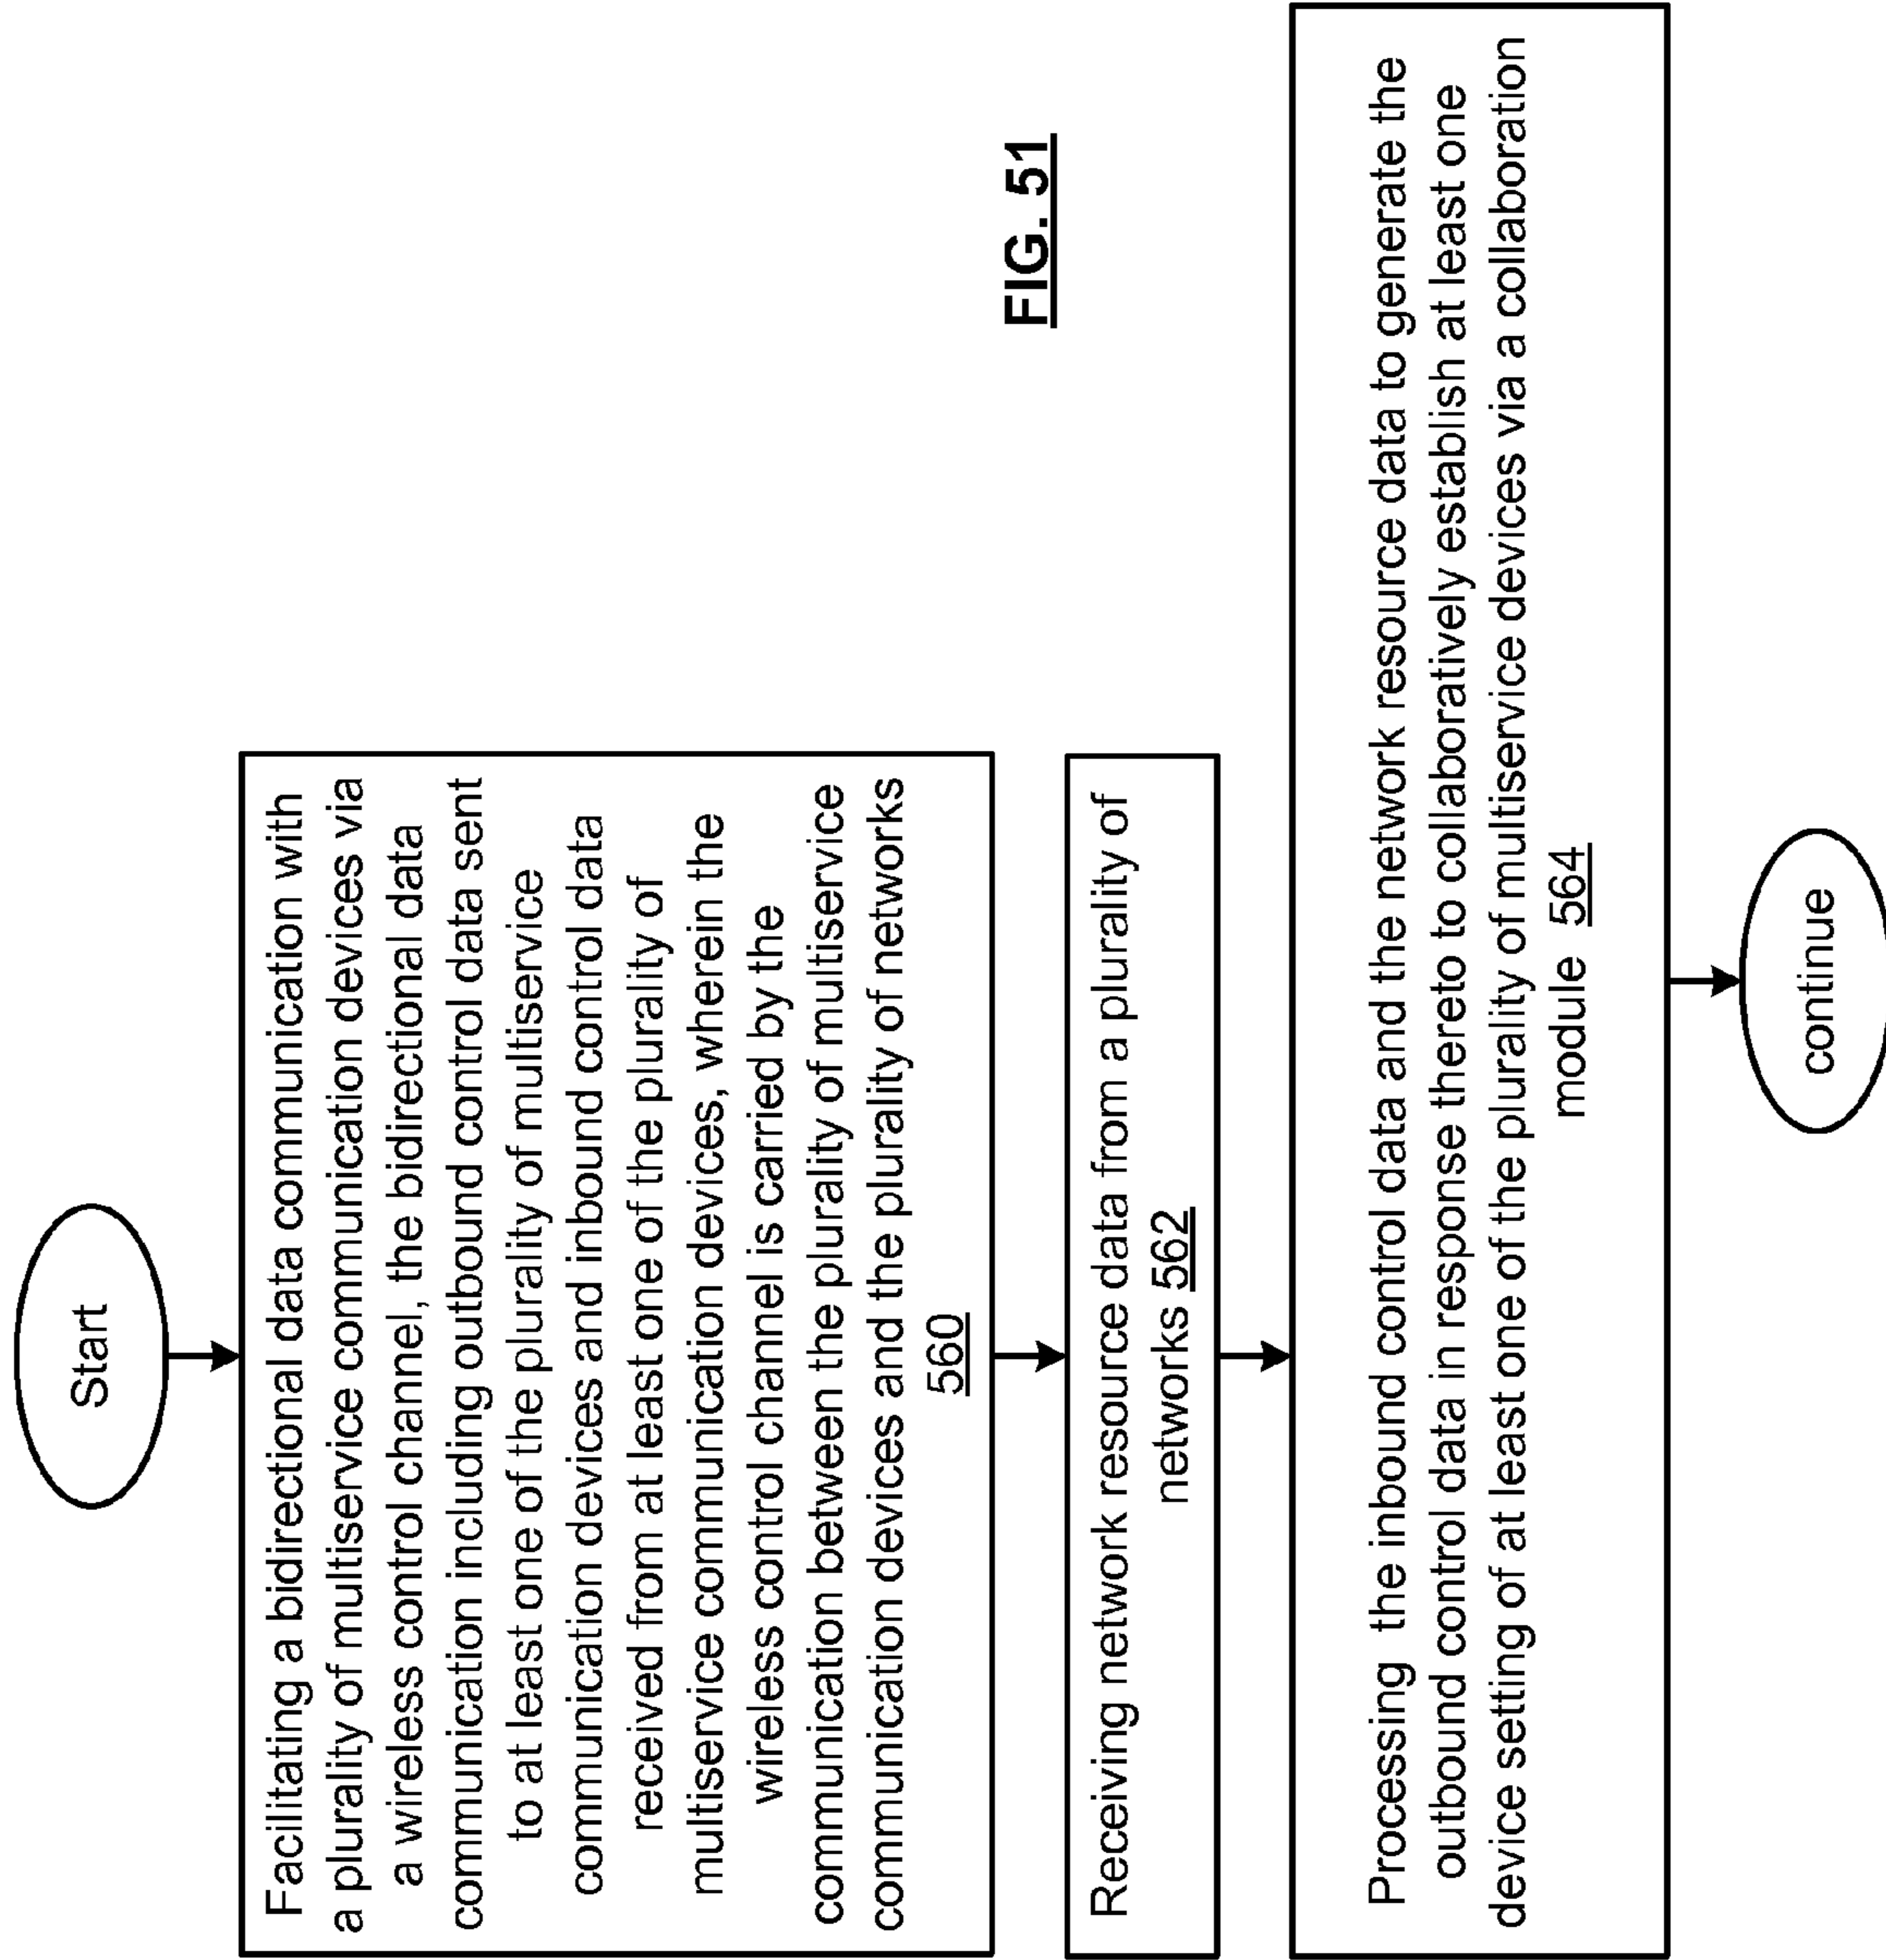 Start
Facilitating a bidirectional data communication with
a plurality of multiservice communication devices via
a wireless control channel, the bidirectional data
communication including outbound control data sent
to at least one of the plurality of multiservice
communication devices and inbound control data
received from at least one of the plurality of
multiservice communication devices, wherein the
wireless control channel is carried by the
communication between the plurality of multiservice
communication devices and the plurality of networks
560
Receiving network resource data from a plurality of
networks 562
Processing the inbound control data and the network resource data to generate the
outbound control data in response thereto to collaboratively establish at least one
device setting of at least one of the plurality of multiservice devices via a collaboration
module 564
continue
FIG. 51